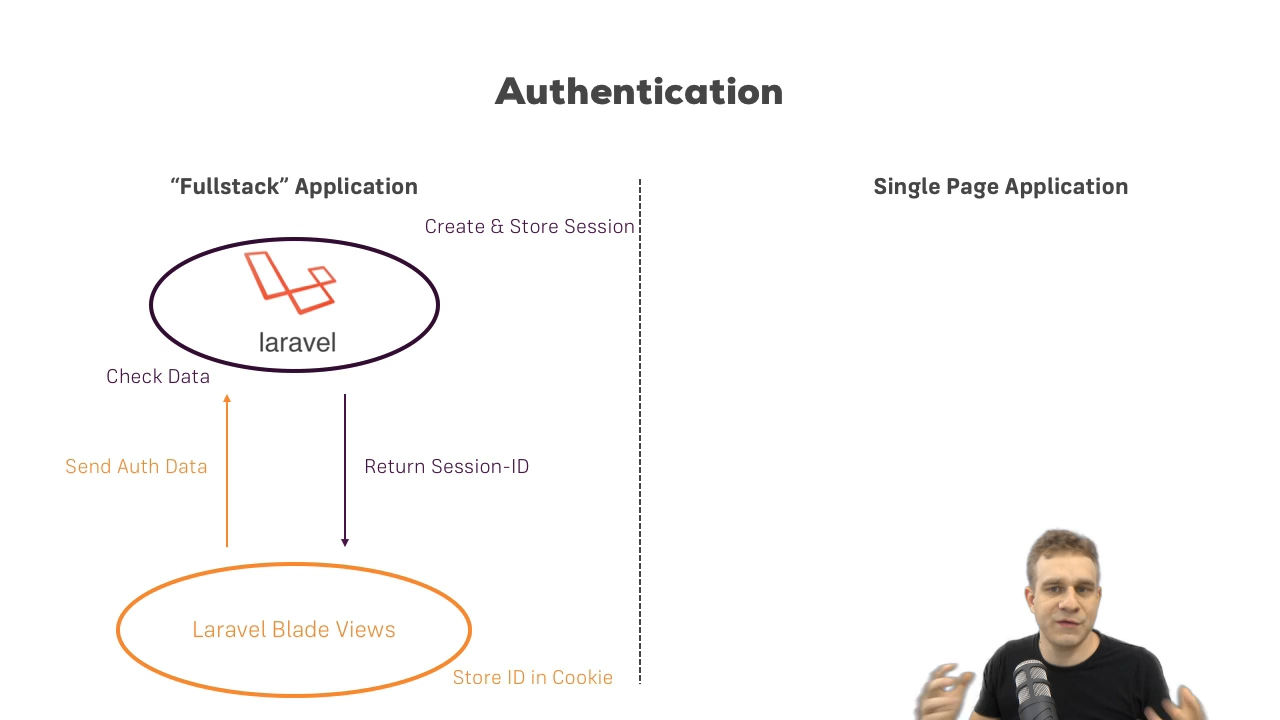 Authentication
“Fullstack” Application
Single Page Application
Create & Store Session
laravel
Check Data
Send Auth Data
Return Session-ID
Laravel Blade Views
Store ID in Cookie